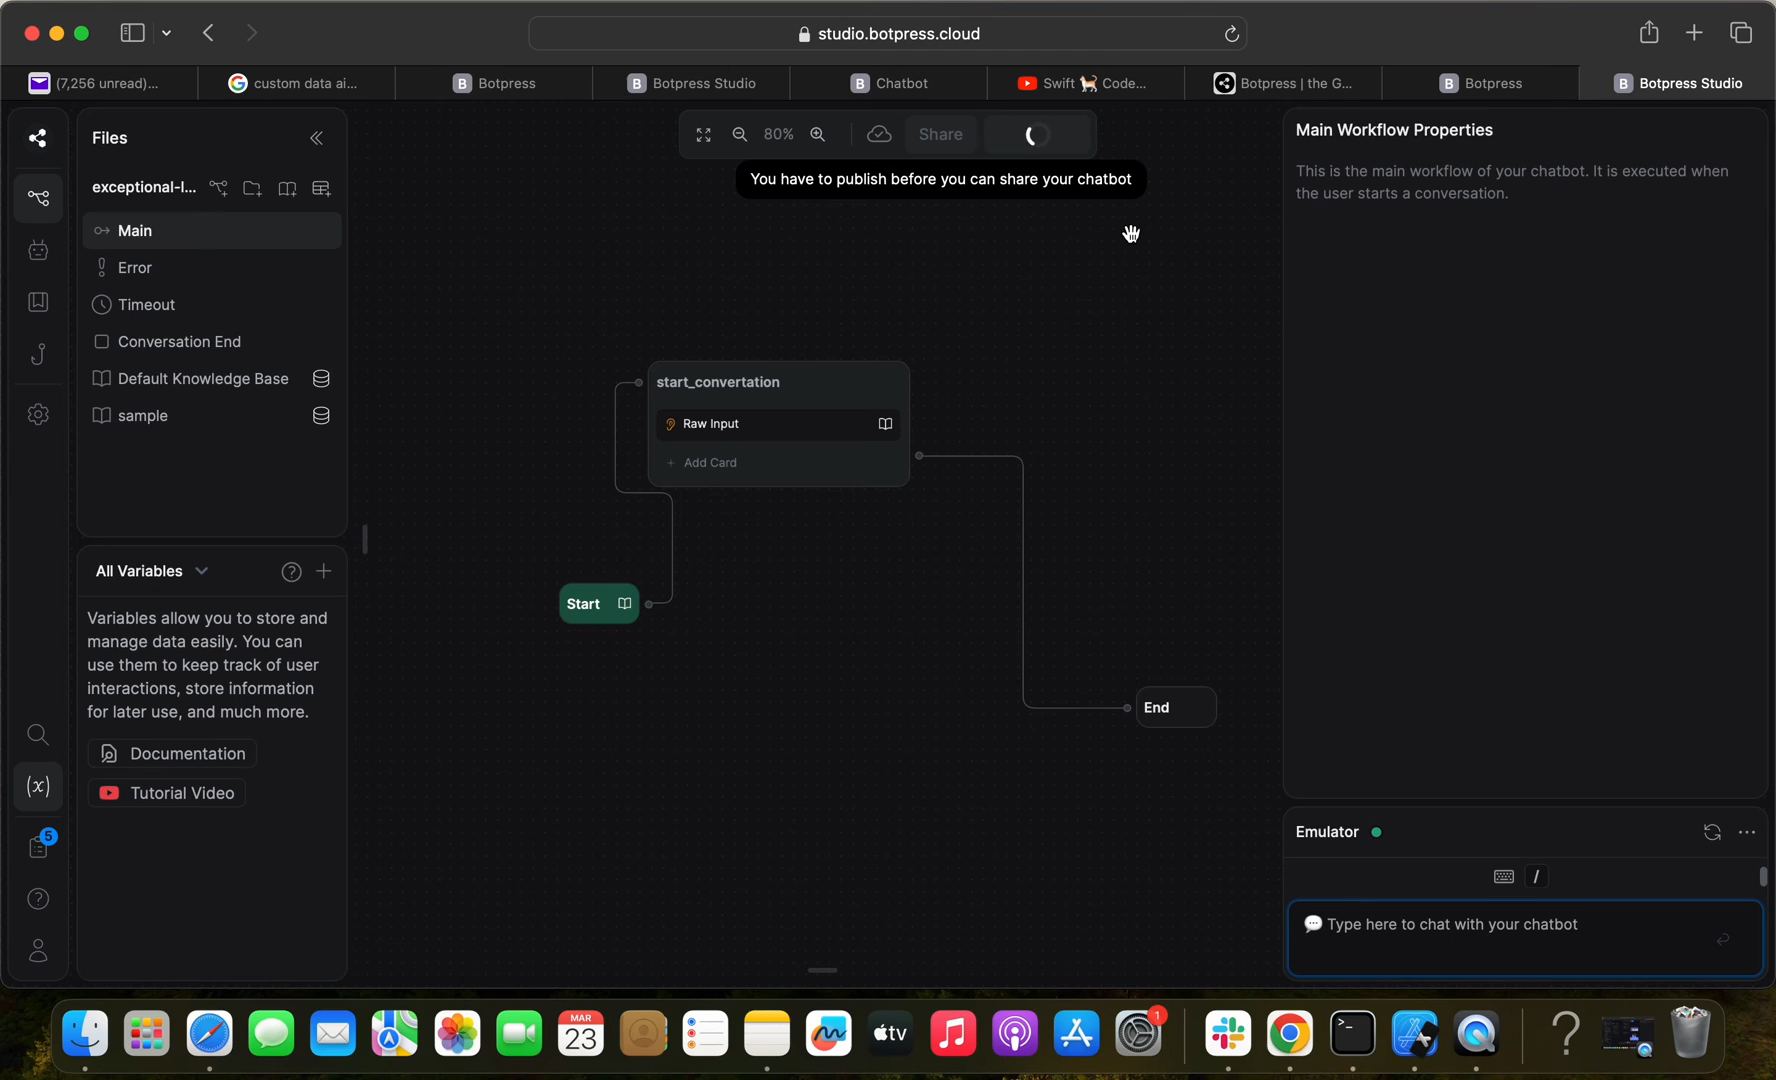 studio.botpress.cloud
(7,256 unread)...
custom data ai...
B Botpress
B Botpress Studio
B Chatbot
Swift 🐈 Code...
Botpress | the G...
B Botpress
B Botpress Studio
Files
80%
Share
You have to publish before you can share your chatbot
Main Workflow Properties
This is the main workflow of your chatbot. It is executed when
the user starts a conversation.
exceptional-l...
Main
Error
Timeout
Conversation End
Default Knowledge Base
sample
start_convertation
Raw Input
+ Add Card
Start
End
All Variables
Variables allow you to store and
manage data easily. You can
use them to keep track of user
interactions, store information
for later use, and much more.
Documentation
Tutorial Video
(x)
5
Emulator
/
💬 Type here to chat with your chatbot
MAR
23
tv
1